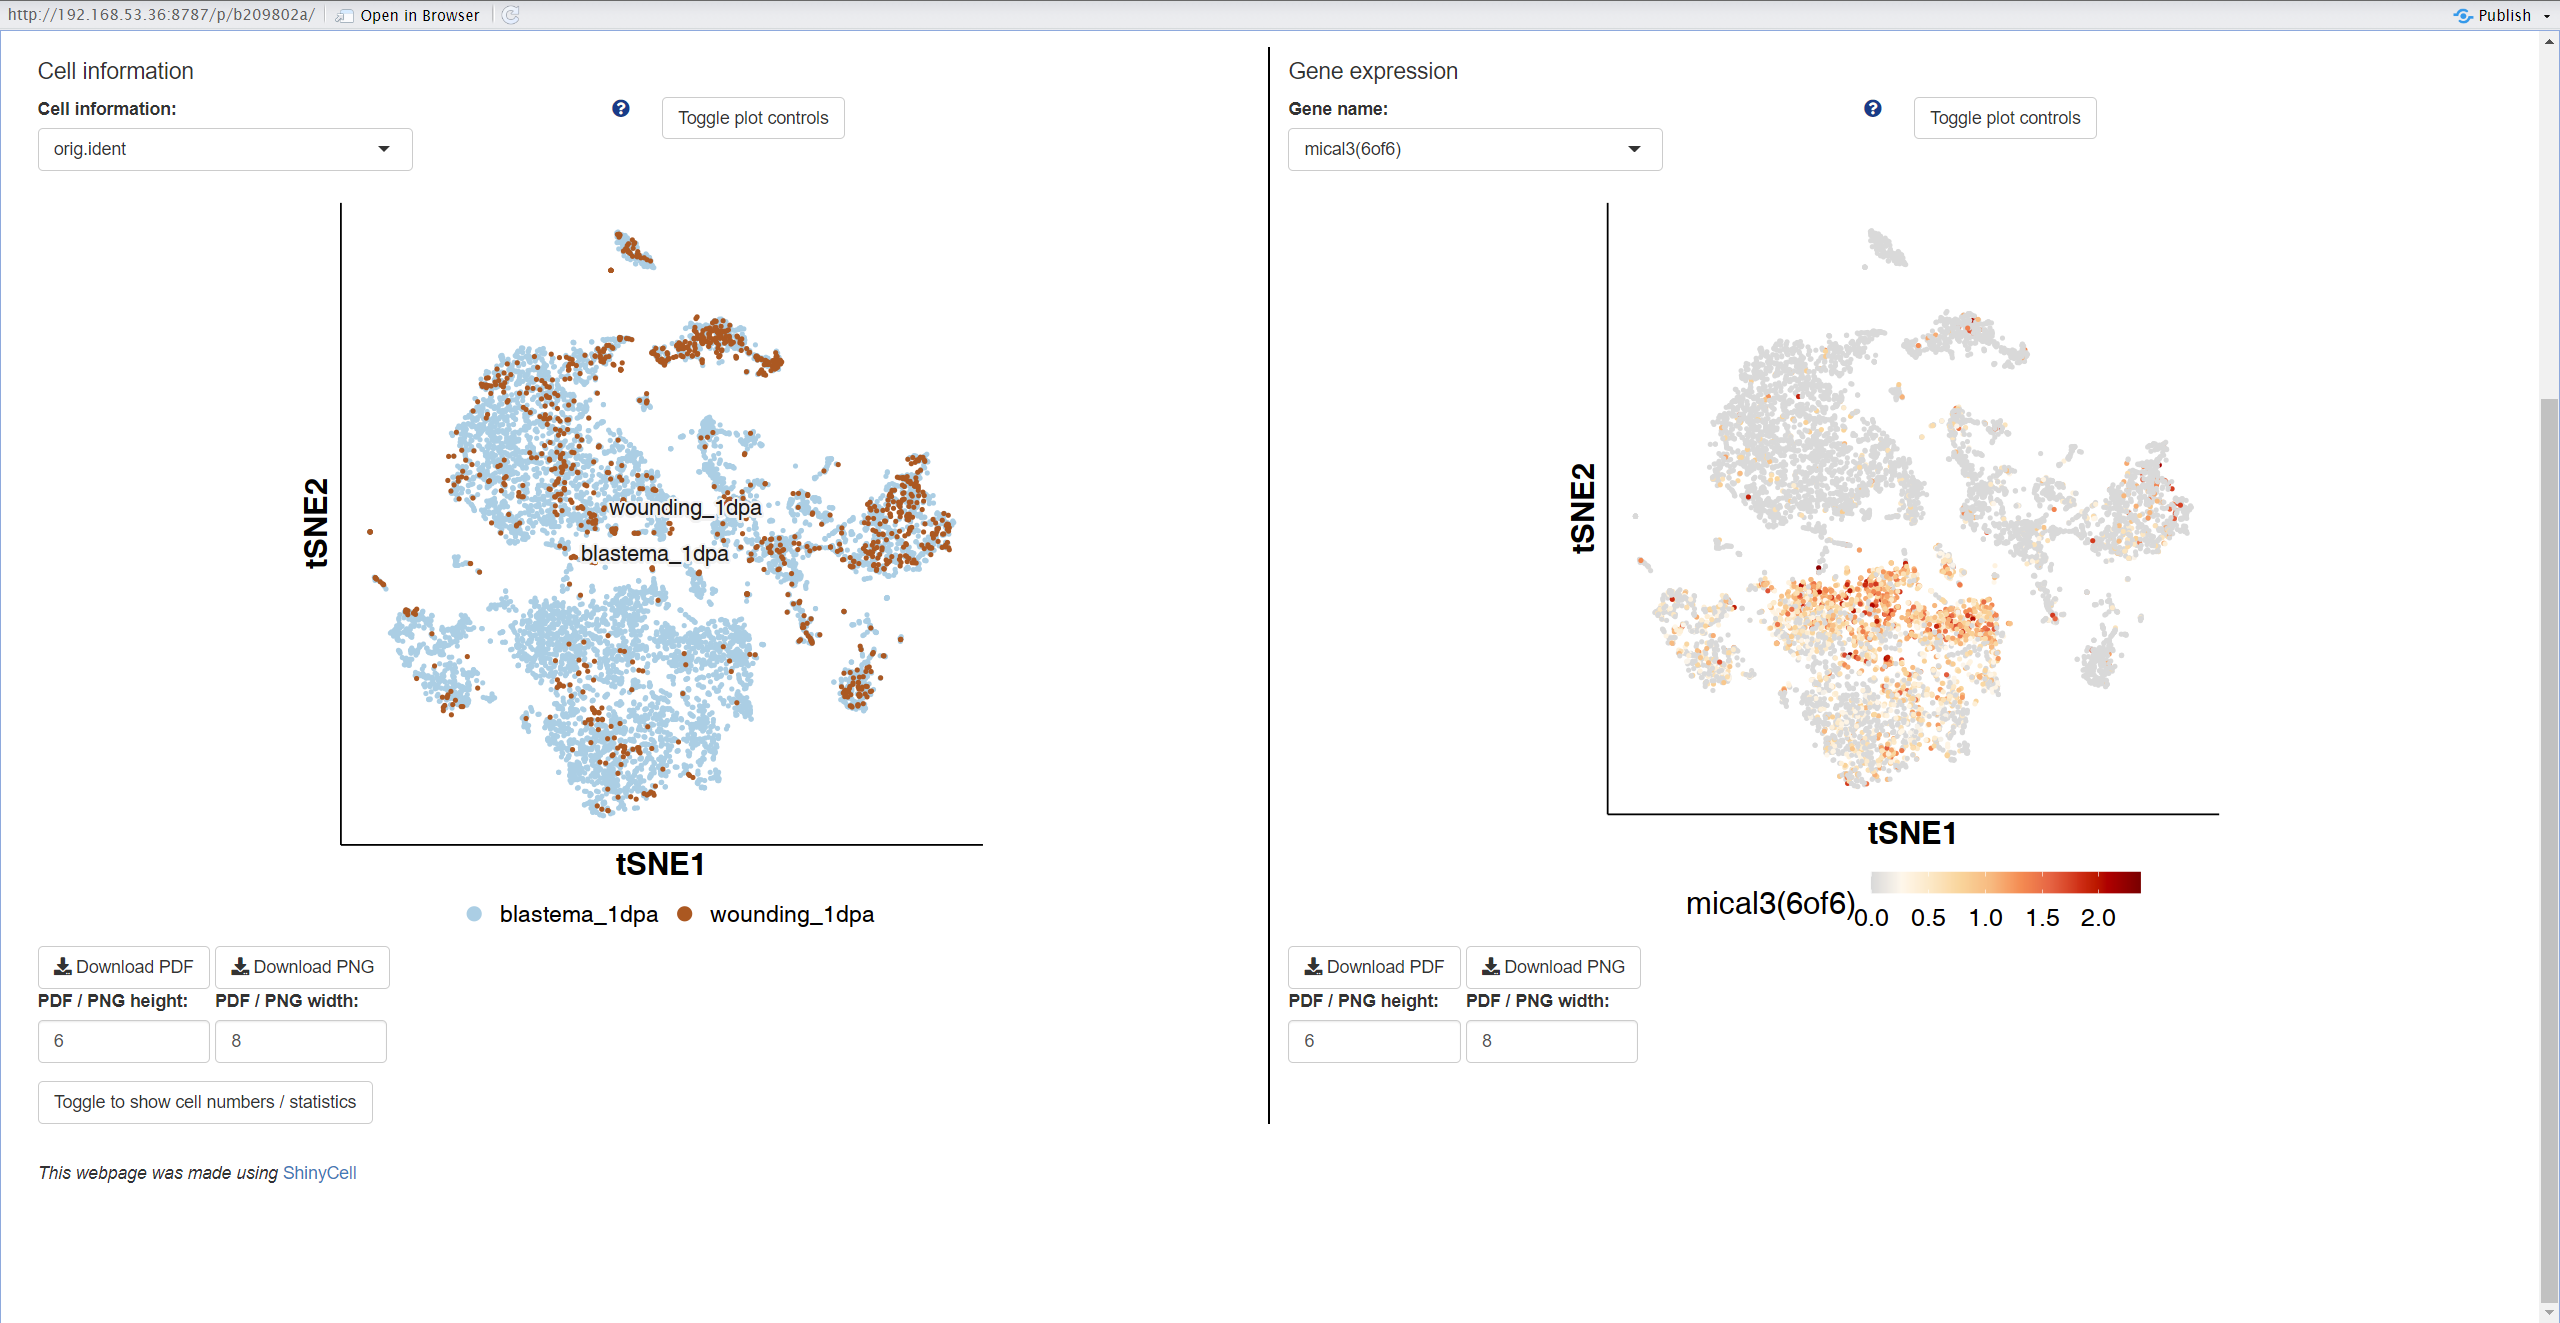 http://192.168.53.36:8787/p/b209802a/ Open in Browser Publish
Cell information
Cell information:
Toggle plot controls
orig.ident
tSNE2
wounding_1dpa
blastema_1dpa
tSNE1
blastema_1dpa wounding_1dpa
Download PDF Download PNG
PDF / PNG height: PDF / PNG width:
6 8
Toggle to show cell numbers / statistics
This webpage was made using ShinyCell
Gene expression
Gene name:
Toggle plot controls
mical3(6of6)
tSNE2
tSNE1
mical3(6of6)
0.0 0.5 1.0 1.5 2.0
Download PDF Download PNG
PDF / PNG height: PDF / PNG width:
6 8